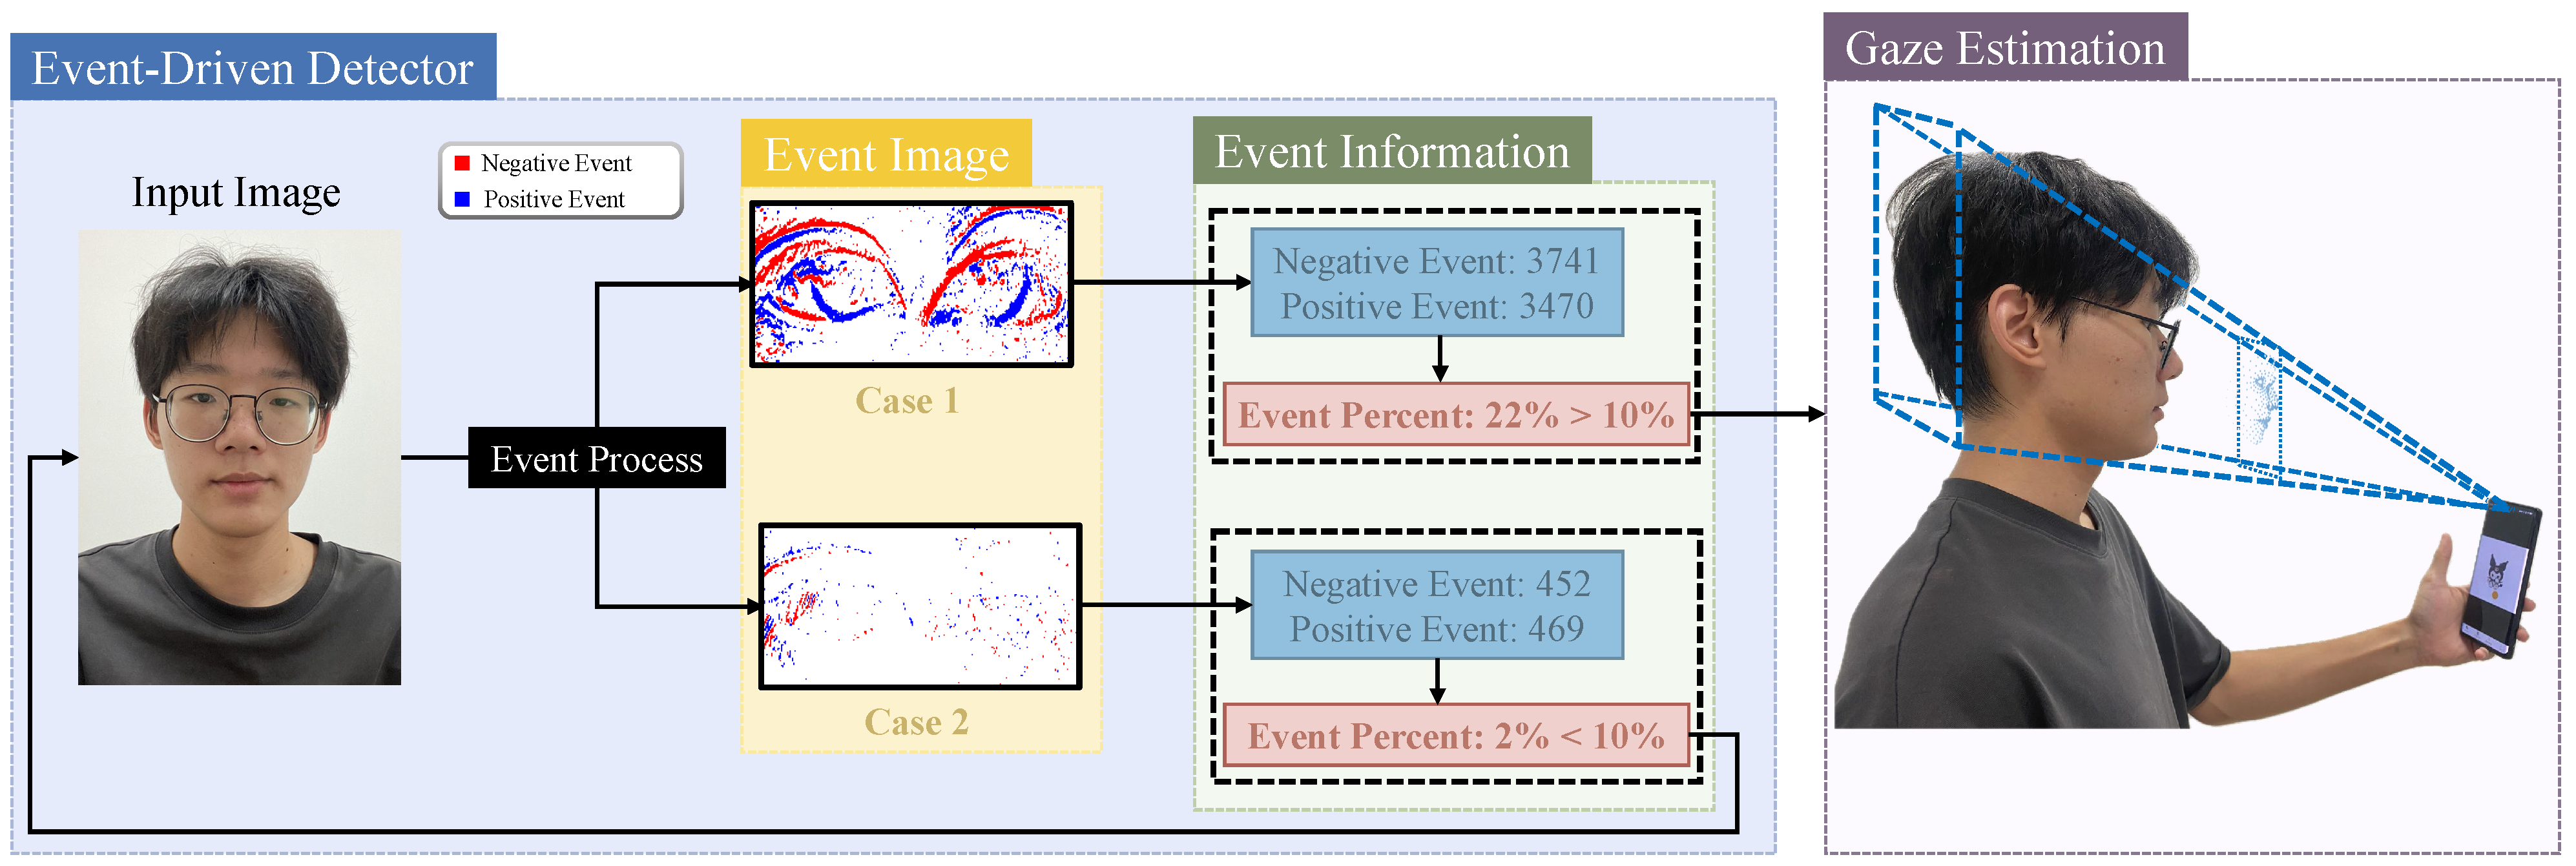 Event-Driven Detector
Input Image
Negative Event
Positive Event
Event Process
Event Image
Case 1
Case 2
Event Information
Negative Event: 3741
Positive Event: 3470
Event Percent: 22% > 10%
Negative Event: 452
Positive Event: 469
Event Percent: 2% < 10%
Gaze Estimation